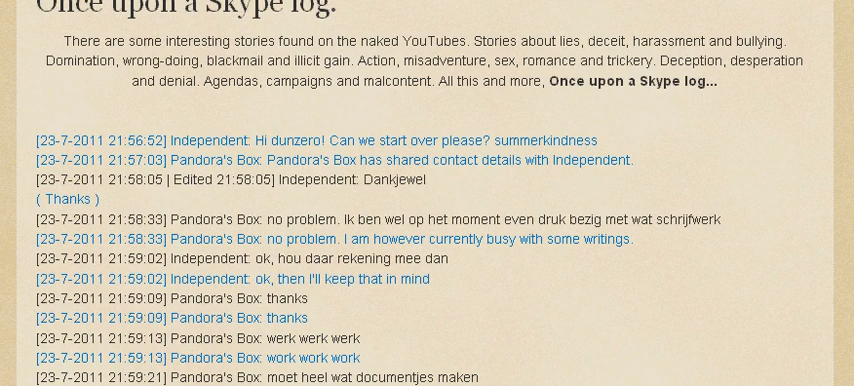 Once upon a Skype log.
There are some interesting stories found on the naked YouTubes. Stories about lies, deceit, harassment and bullying.
Domination, wrong-doing, blackmail and illicit gain. Action, misadventure, sex, romance and trickery. Deception, desperation
and denial. Agendas, campaigns and malcontent. All this and more, Once upon a Skype log...
[23-7-2011 21:56:52] Independent: Hi dunzero! Can we start over please? summerkindness
[23-7-2011 21:57:03] Pandora's Box: Pandora's Box has shared contact details with Independent.
[23-7-2011 21:58:05 | Edited 21:58:05] Independent: Dankjewel
( Thanks )
[23-7-2011 21:58:33] Pandora's Box: no problem. Ik ben wel op het moment even druk bezig met wat schrijfwerk
[23-7-2011 21:58:33] Pandora's Box: no problem. I am however currently busy with some writings.
[23-7-2011 21:59:02] Independent: ok, hou daar rekening mee dan
[23-7-2011 21:59:02] Independent: ok, then I'll keep that in mind
[23-7-2011 21:59:09] Pandora's Box: thanks
[23-7-2011 21:59:09] Pandora's Box: thanks
[23-7-2011 21:59:13] Pandora's Box: werk werk werk
[23-7-2011 21:59:13] Pandora's Box: work work work
[23-7-2011 21:59:21] Pandora's Box: moet heel wat documentjes maken